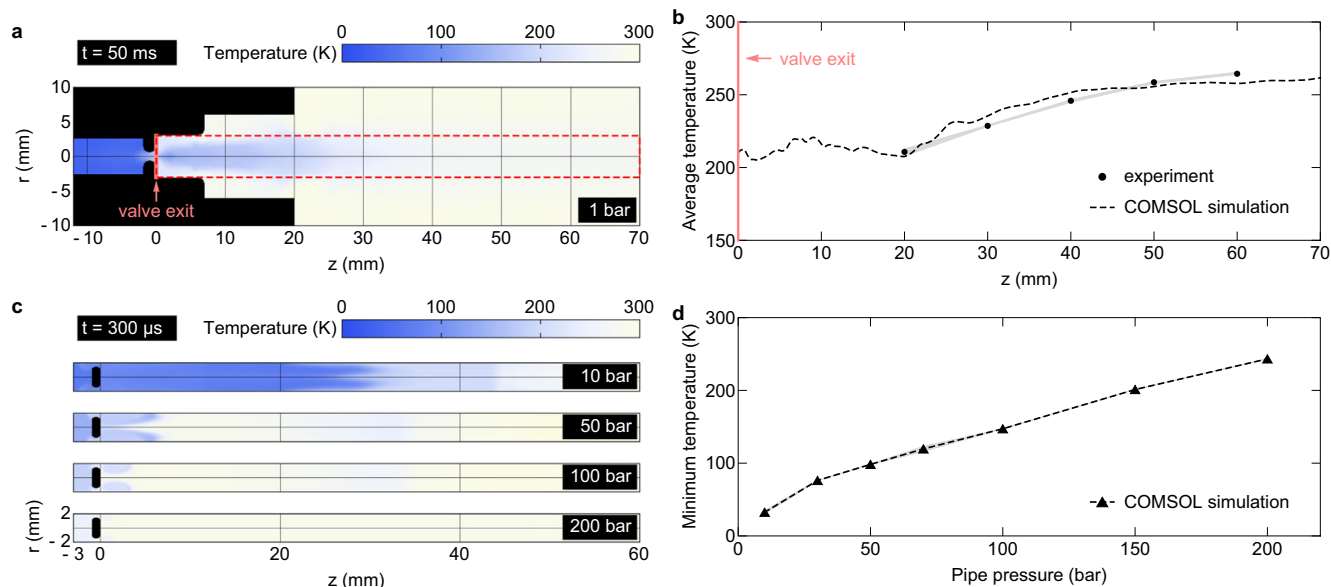 a
t = 50 ms
Temperature (K)
0 100 200 300
r (mm)
10
5
0
- 5
- 10
valve exit
1 bar
- 10 0 10 20 30 40 50 60 70
z (mm)
b
Average temperature (K)
300
250
200
150
valve exit
experiment
COMSOL simulation
0 10 20 30 40 50 60 70
z (mm)
c
t = 300 µs
Temperature (K)
0 100 200 300
10 bar
50 bar
100 bar
200 bar
r (mm)
2
- 2
- 3 0 20 40 60
z (mm)
d
Minimum temperature (K)
300
200
100
0
COMSOL simulation
0 50 100 150 200
Pipe pressure (bar)